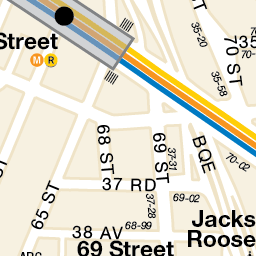 Street
M R
35-20
70 ST
35
35-58
70-02
68 ST
69 ST
37-31
BQE
65 ST
37 RD
37-28
69-02
68-99
38 AV
Jacks
Roose
69 Street